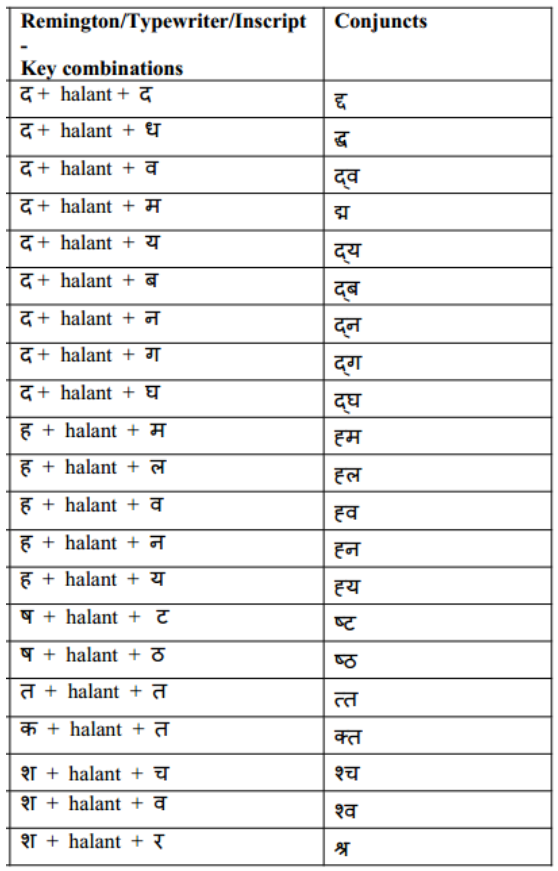 Remington/Typewriter/Inscript Conjuncts
-
Key combinations
द + halant + द द्द
द + halant + ध द्ध
द + halant + व द्व
द + halant + म द्म
द + halant + य द्य
द + halant + ब द्ब
द + halant + न द्न
द + halant + ग द्ग
द + halant + घ द्घ
ह + halant + म ह्म
ह + halant + ल ह्ल
ह + halant + व ह्व
ह + halant + न ह्न
ह + halant + य ह्य
ष + halant + ट ष्ट
ष + halant + ठ ष्ठ
त + halant + त त्त
क + halant + त क्त
श + halant + च श्च
श + halant + व श्व
श + halant + र श्र